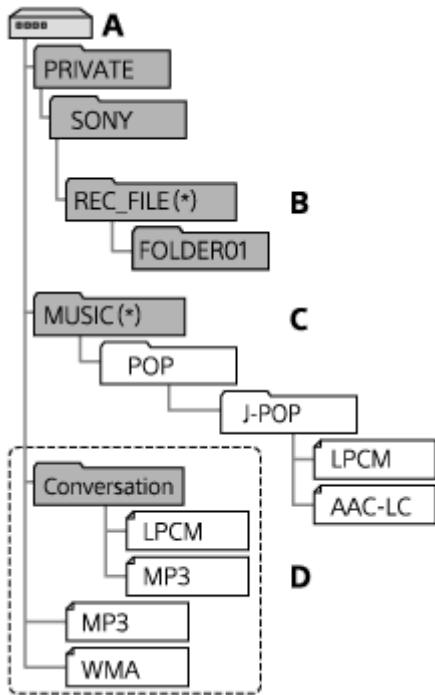 A
PRIVATE
SONY
REC_FILE(*)
B
FOLDER01
MUSIC(*)
C
POP
J-POP
LPCM
AAC-LC
Conversation
LPCM
MP3
D
MP3
WMA